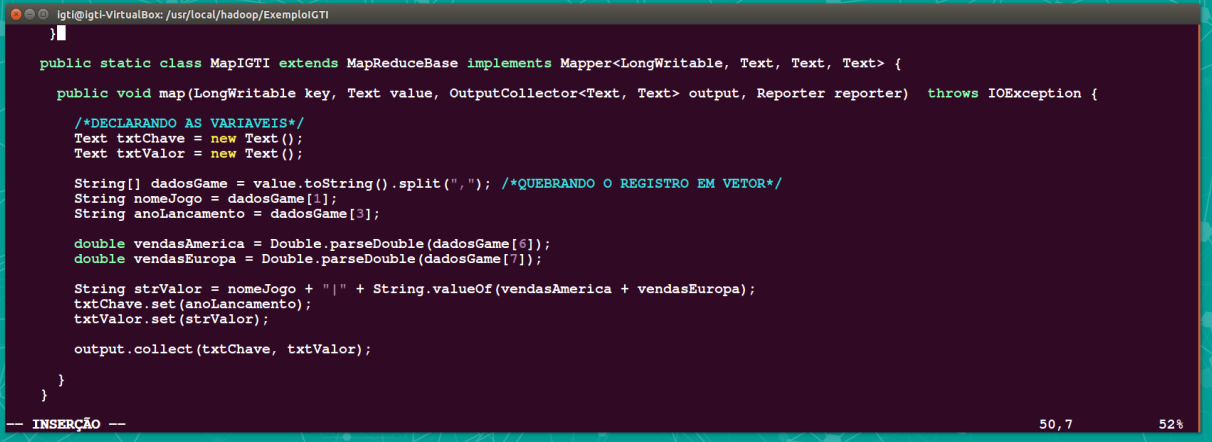 igti@igti-VirtualBox: /usr/local/hadoop/ExemploIGTI
}
public static class MapIGTI extends MapReduceBase implements Mapper<LongWritable, Text, Text, Text> {
public void map(LongWritable key, Text value, OutputCollector<Text, Text> output, Reporter reporter)  throws IOException {
/*DECLARANDO AS VARIAVEIS*/
Text txtChave = new Text();
Text txtValor = new Text();
String[] dadosGame = value.toString().split(","); /*QUEBRANDO O REGISTRO EM VETOR*/
String nomeJogo = dadosGame[1];
String anoLancamento = dadosGame[3];
double vendasAmerica = Double.parseDouble(dadosGame[6]);
double vendasEuropa = Double.parseDouble(dadosGame[7]);
String strValor = nomeJogo + "|" + String.valueOf(vendasAmerica + vendasEuropa);
txtChave.set(anoLancamento);
txtValor.set(strValor);
output.collect(txtChave, txtValor);
}
}
-- INSERÇÃO -- 50,7 52%